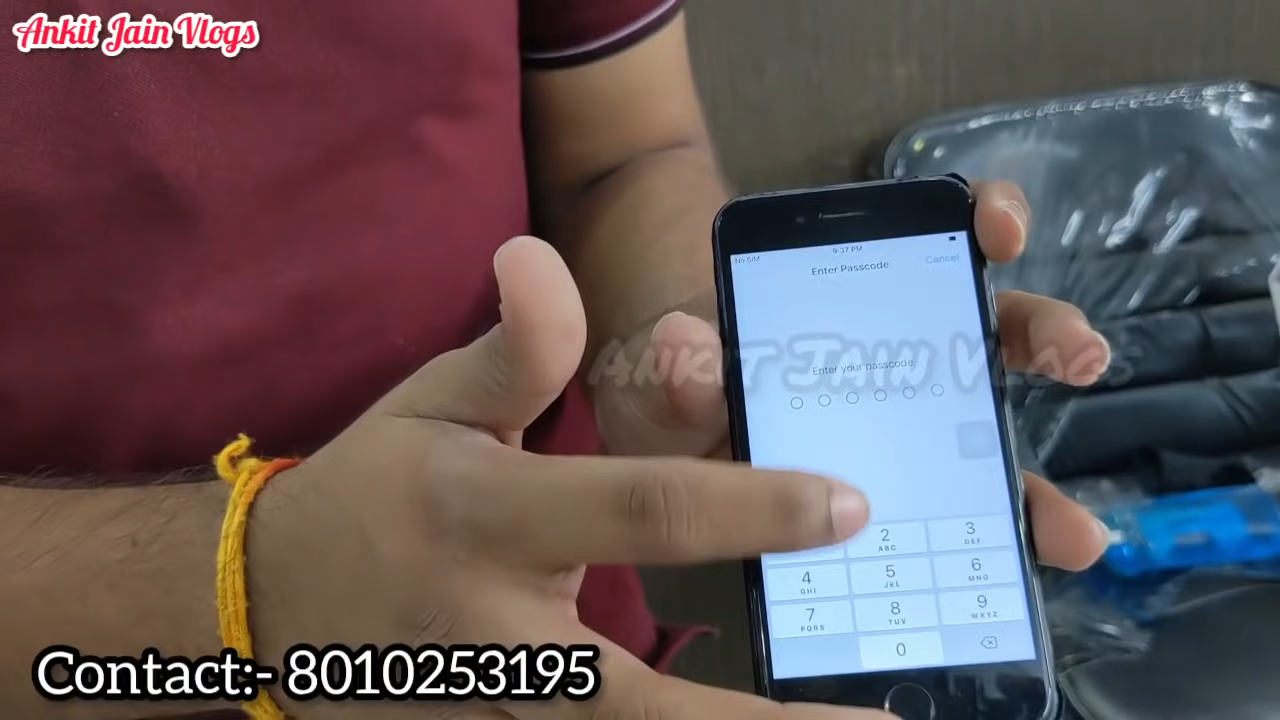 Ankit Jain Vlogs
No SIM
9:37 PM
Enter Passcode
Cancel
Ankit Jain Vlogs
Enter your passcode
2
ABC
3
DEF
4
GHI
5
JKL
6
MNO
7
PQRS
8
TUV
9
WXYZ
0
Contact:- 8010253195